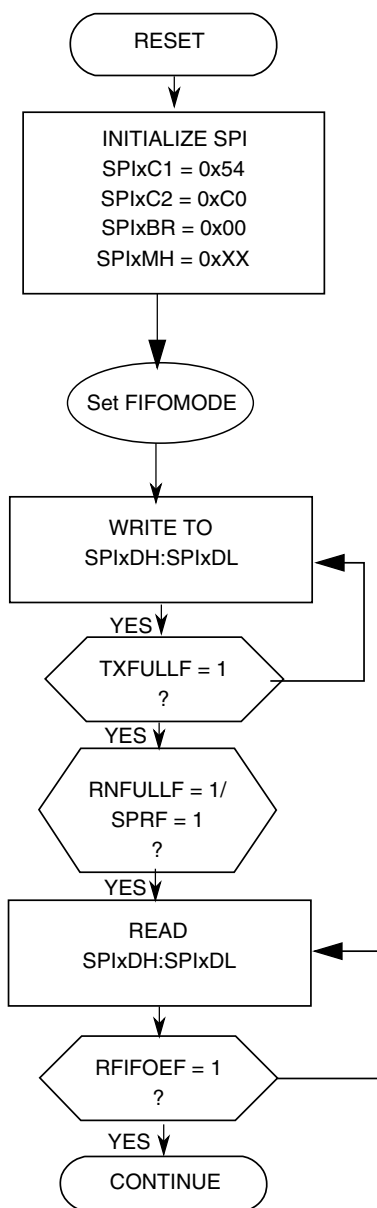 RESET
INITIALIZE SPI
SPIxC1 = 0x54
SPIxC2 = 0xC0
SPIxBR = 0x00
SPIxMH = 0xXX
Set FIFOMODE
WRITE TO
SPIxDH:SPIxDL
YES
TXFULLF = 1
?
YES
RNFULLF = 1/
SPRF = 1
?
YES
READ
SPIxDH:SPIxDL
RFIFOEF = 1
?
YES
CONTINUE